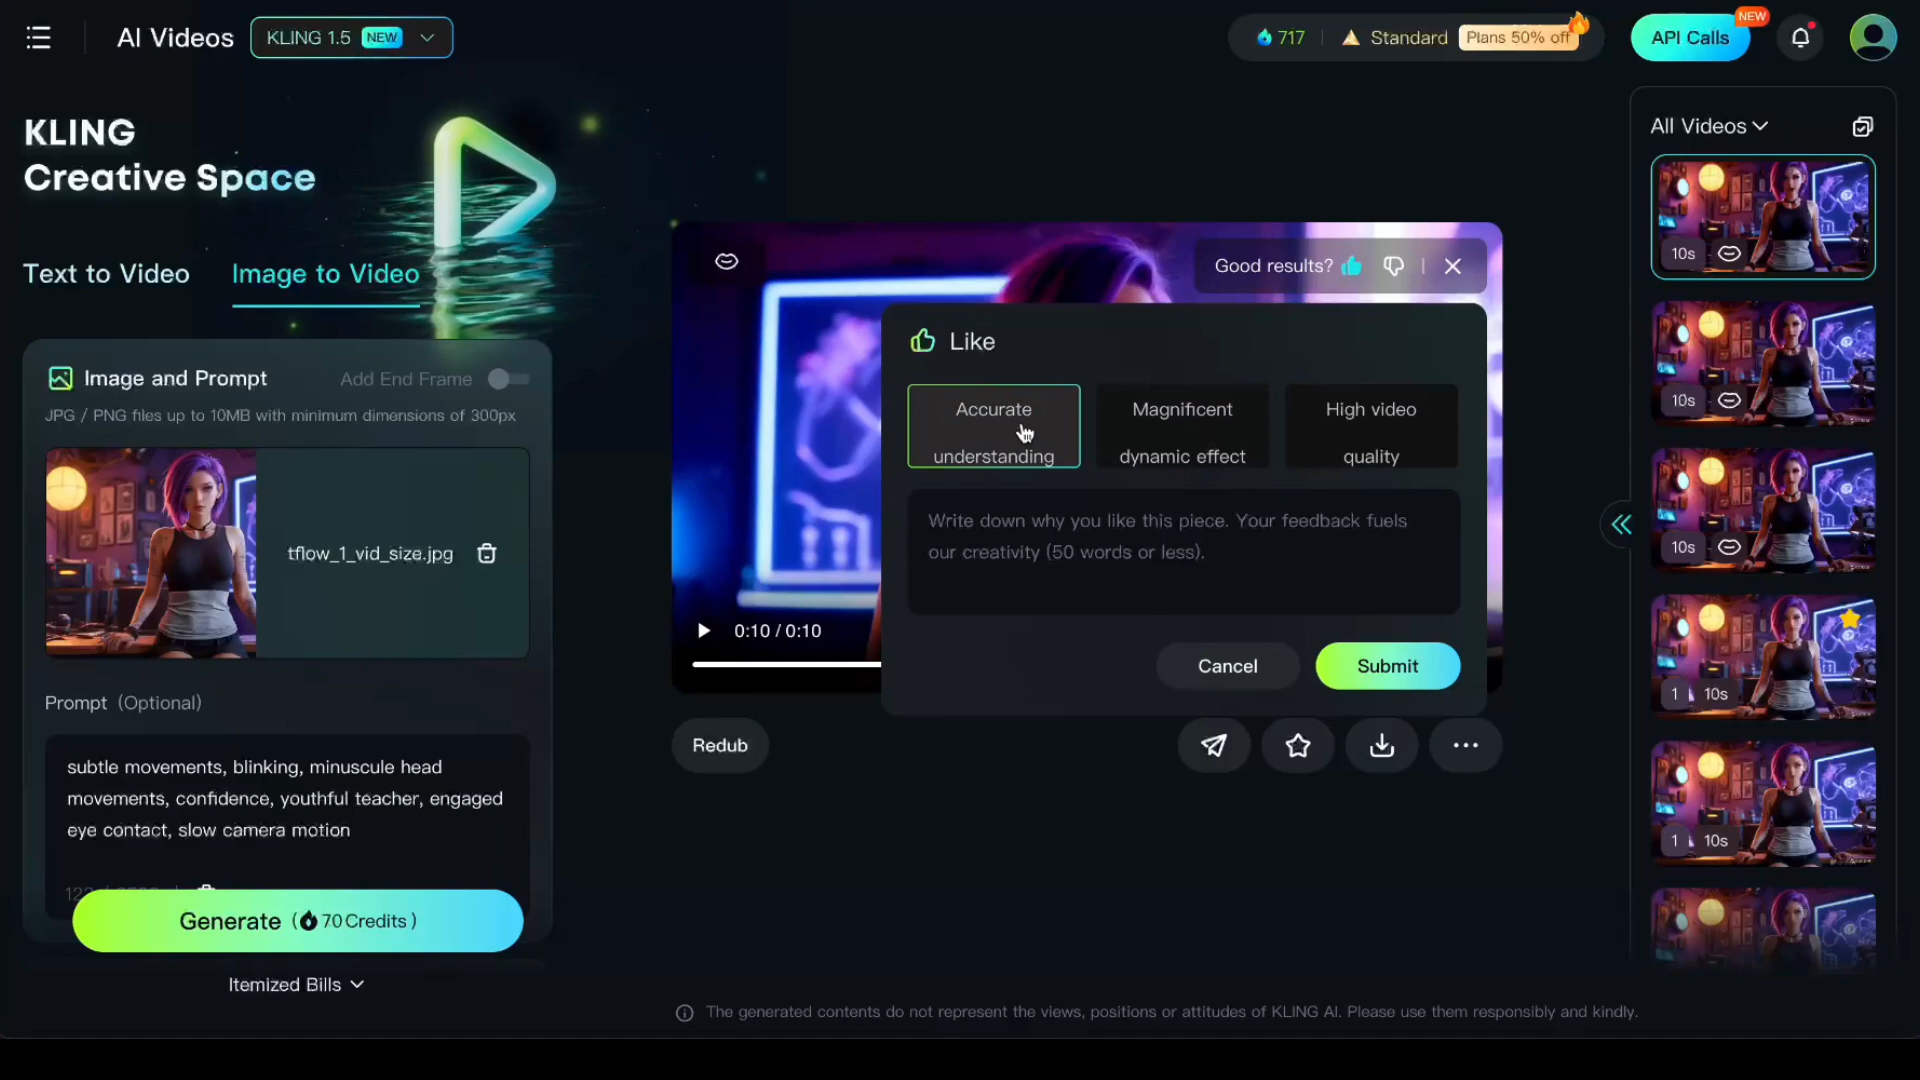 AI Videos
KLING 1.5 NEW
717
Standard
Plans 50% off
API Calls
NEW
KLING
Creative Space
Text to Video
Image to Video
Image and Prompt
Add End Frame
JPG / PNG files up to 10MB with minimum dimensions of 300px
tflow_1_vid_size.jpg
Prompt (Optional)
subtle movements, blinking, minuscule head
movements, confidence, youthful teacher, engaged
eye contact, slow camera motion
Generate ( 70 Credits )
Itemized Bills
Good results?
Like
Accurate
understanding
Magnificent
dynamic effect
High video
quality
Write down why you like this piece. Your feedback fuels
our creativity (50 words or less).
Cancel
Submit
0:10 / 0:10
Redub
The generated contents do not represent the views, positions or attitudes of KLING AI. Please use them responsibly and kindly.
All Videos
10s
10s
10s
1 10s
1 10s